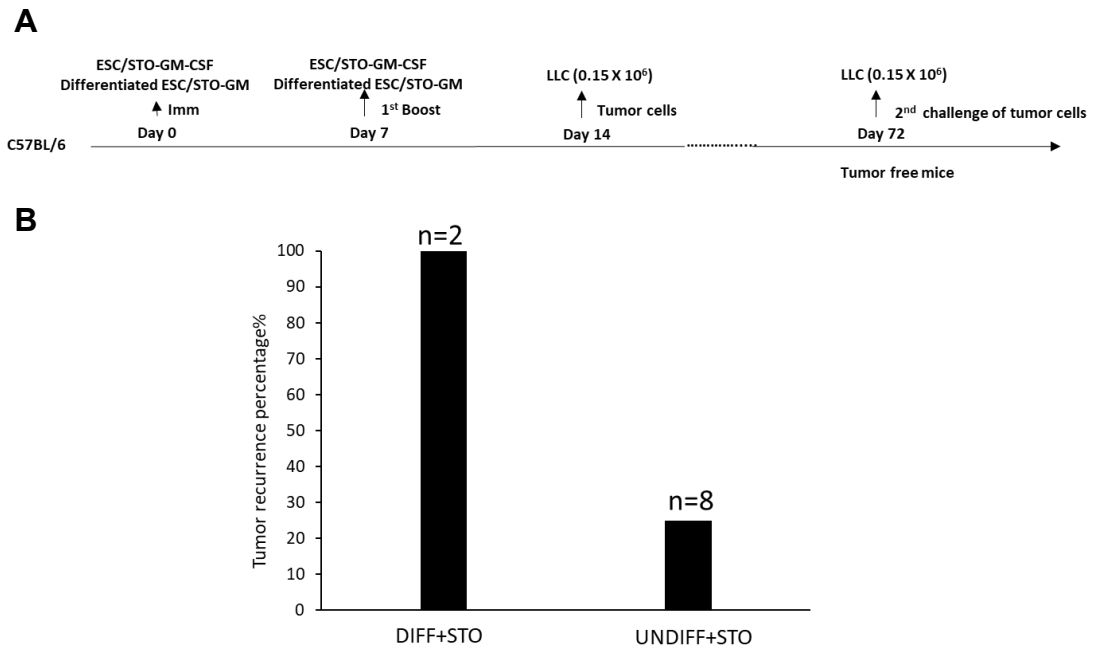 A
ESC/STO-GM-CSF
Differentiated ESC/STO-GM
Imm
Day 0
ESC/STO-GM-CSF
Differentiated ESC/STO-GM
1st Boost
Day 7
LLC (0.15 X 10⁶)
Tumor cells
Day 14
LLC (0.15 X 10⁶)
2nd challenge of tumor cells
Day 72
C57BL/6
Tumor free mice
B
Tumor recurrence percentage%
100
90
80
70
60
50
40
30
20
10
0
n=2
n=8
DIFF+STO
UNDIFF+STO